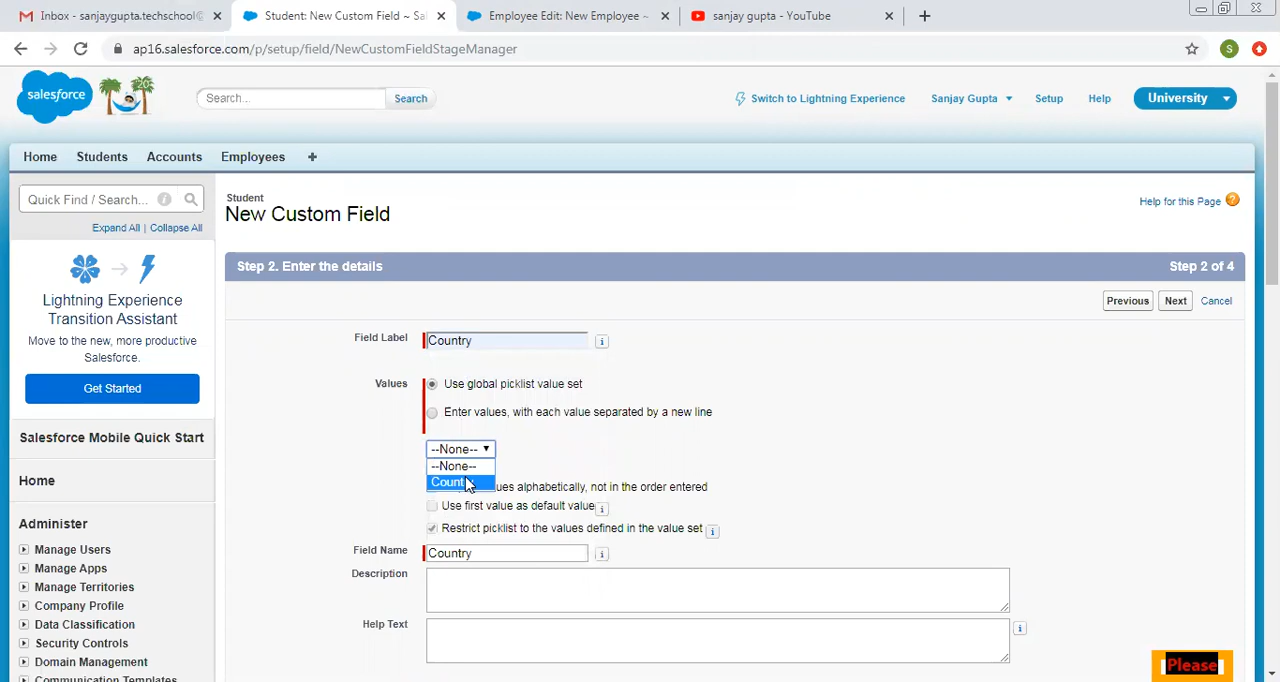 Inbox - sanjaygupta.techschool@
Student: New Custom Field ~ Sal
Employee Edit: New Employee ~
sanjay gupta - YouTube
ap16.salesforce.com/p/setup/field/NewCustomFieldStageManager
S
salesforce
Search...
Search
Switch to Lightning Experience
Sanjay Gupta
Setup
Help
University
Home
Students
Accounts
Employees
+
Quick Find / Search...
Expand All | Collapse All
Lightning Experience
Transition Assistant
Move to the new, more productive
Salesforce.
Get Started
Salesforce Mobile Quick Start
Home
Administer
Manage Users
Manage Apps
Manage Territories
Company Profile
Data Classification
Security Controls
Domain Management
Communication Templates
Student
New Custom Field
Help for this Page
Step 2. Enter the details
Step 2 of 4
Previous
Next
Cancel
Field Label
Country
Values
Use global picklist value set
Enter values, with each value separated by a new line
--None--
--None--
Country
alphabetically, not in the order entered
Use first value as default value
Restrict picklist to the values defined in the value set
Field Name
Country
Description
Help Text
Please